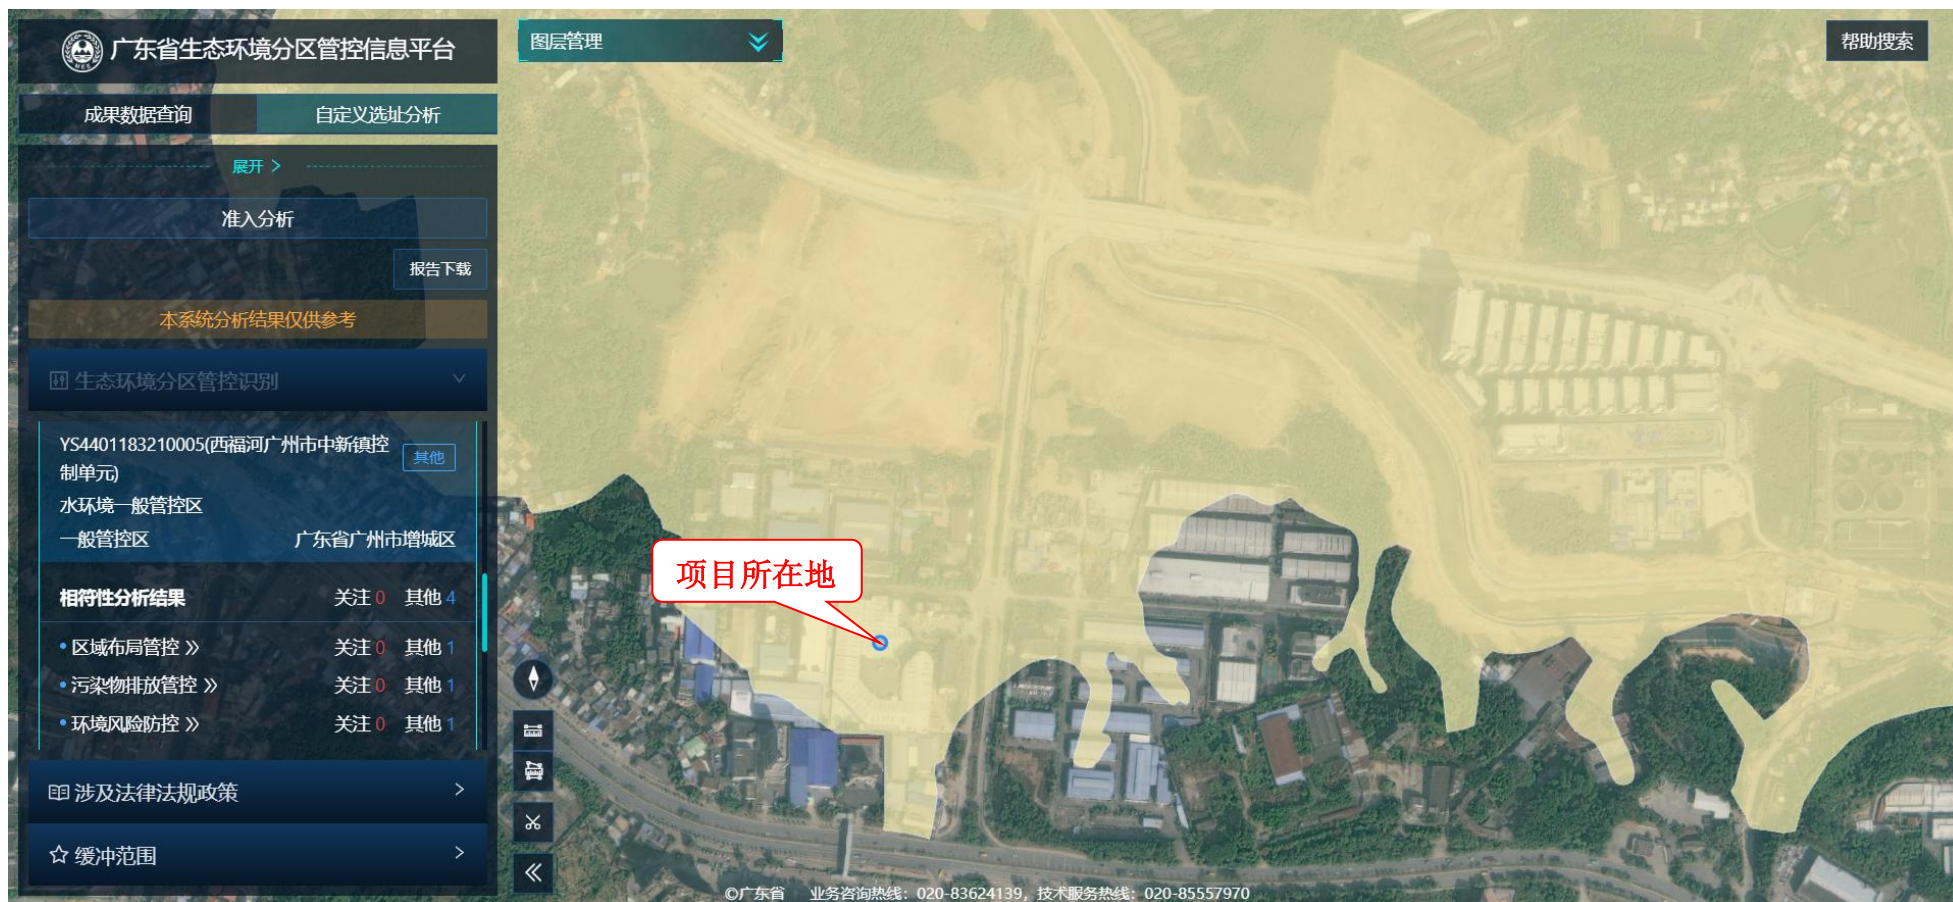 广东省生态环境分区管控信息平台
图层管理
帮助搜索
成果数据查询
自定义选址分析
展开 >
准入分析
报告下载
本系统分析结果仅供参考
生态环境分区管控识别
YS4401183210005(西福河广州市中新镇控
制单元)
其他
水环境一般管控区
一般管控区 广东省广州市增城区
相符性分析结果 关注 0 其他 4
• 区域布局管控 》 关注 0 其他 1
• 污染物排放管控 》 关注 0 其他 1
• 环境风险防控 》 关注 0 其他 1
涉及法律法规政策 >
缓冲范围 >
项目所在地
©广东省 业务咨询热线：020-83624139，技术服务热线：020-85557970